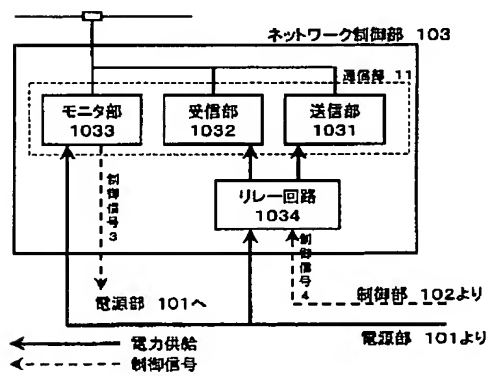 ネットワーク制御部 103
通信部 11
モニタ部
1033
受信部
1032
送信部
1031
リレー回路
1034
制御信号3
制御信号4
電源部 101へ
制御部 102より
電源部 101より
電力供給
制御信号